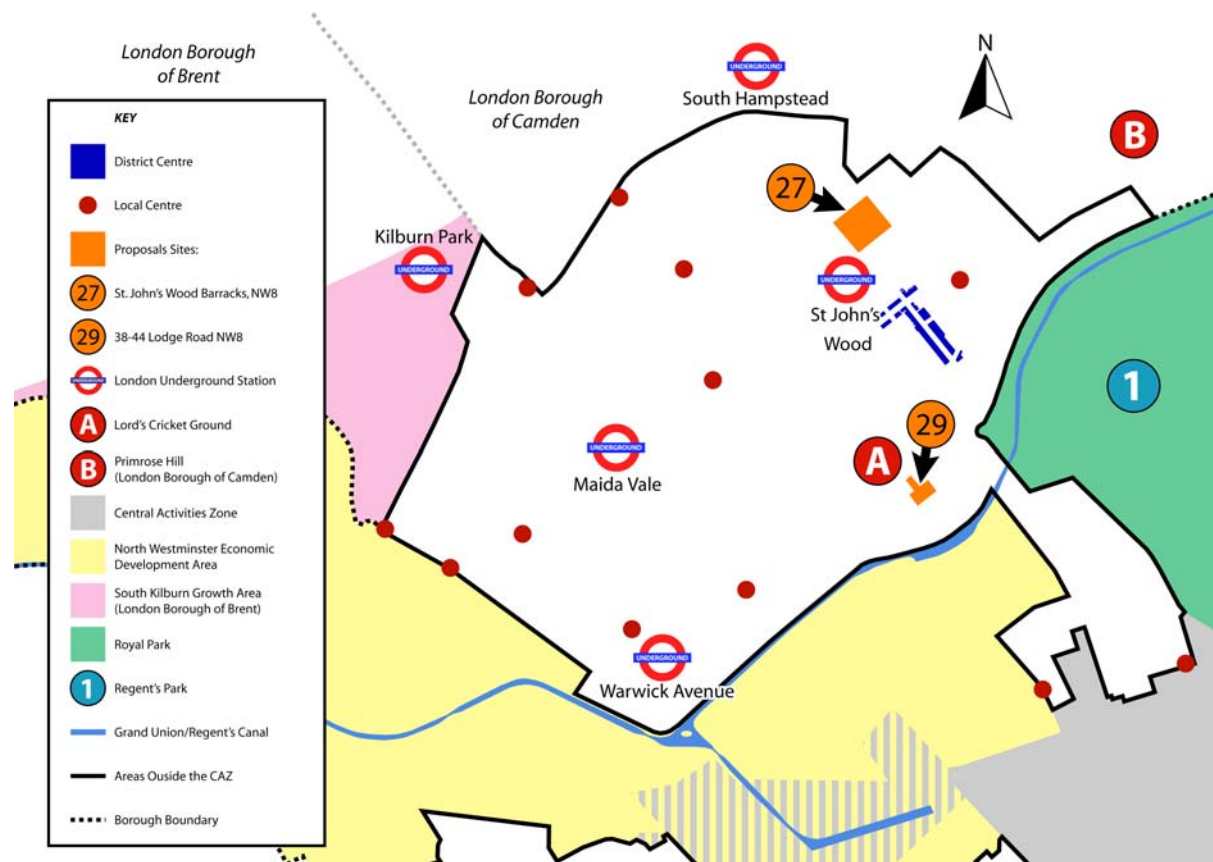 London Borough
of Brent
London Borough
of Camden
UNDERGROUND
South Hampstead
N
B
27
Kilburn Park
UNDERGROUND
UNDERGROUND
St John's
Wood
1
29
A
UNDERGROUND
Maida Vale
UNDERGROUND
Warwick Avenue
KEY
District Centre
Local Centre
Proposals Sites:
27
St. John's Wood Barracks, NW8
29
38-44 Lodge Road NW8
UNDERGROUND
London Underground Station
A
Lord's Cricket Ground
B
Primrose Hill
(London Borough of Camden)
Central Activities Zone
North Westminster Economic
Development Area
South Kilburn Growth Area
(London Borough of Brent)
Royal Park
1
Regent's Park
Grand Union/Regent's Canal
Areas Ouside the CAZ
Borough Boundary